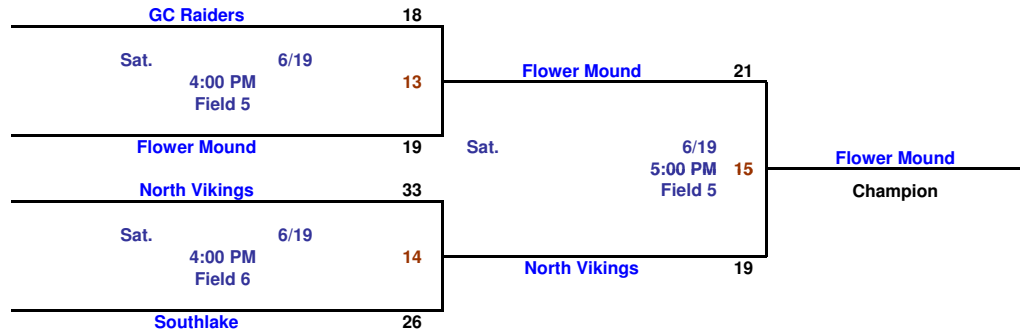 GC Raiders 18
Sat. 6/19
4:00 PM 13
Field 5
Flower Mound 19
North Vikings 33
Sat. 6/19
4:00 PM 14
Field 6
Southlake 26
Flower Mound 21
Sat. 6/19
5:00 PM 15
Field 5
North Vikings 19
Flower Mound
Champion